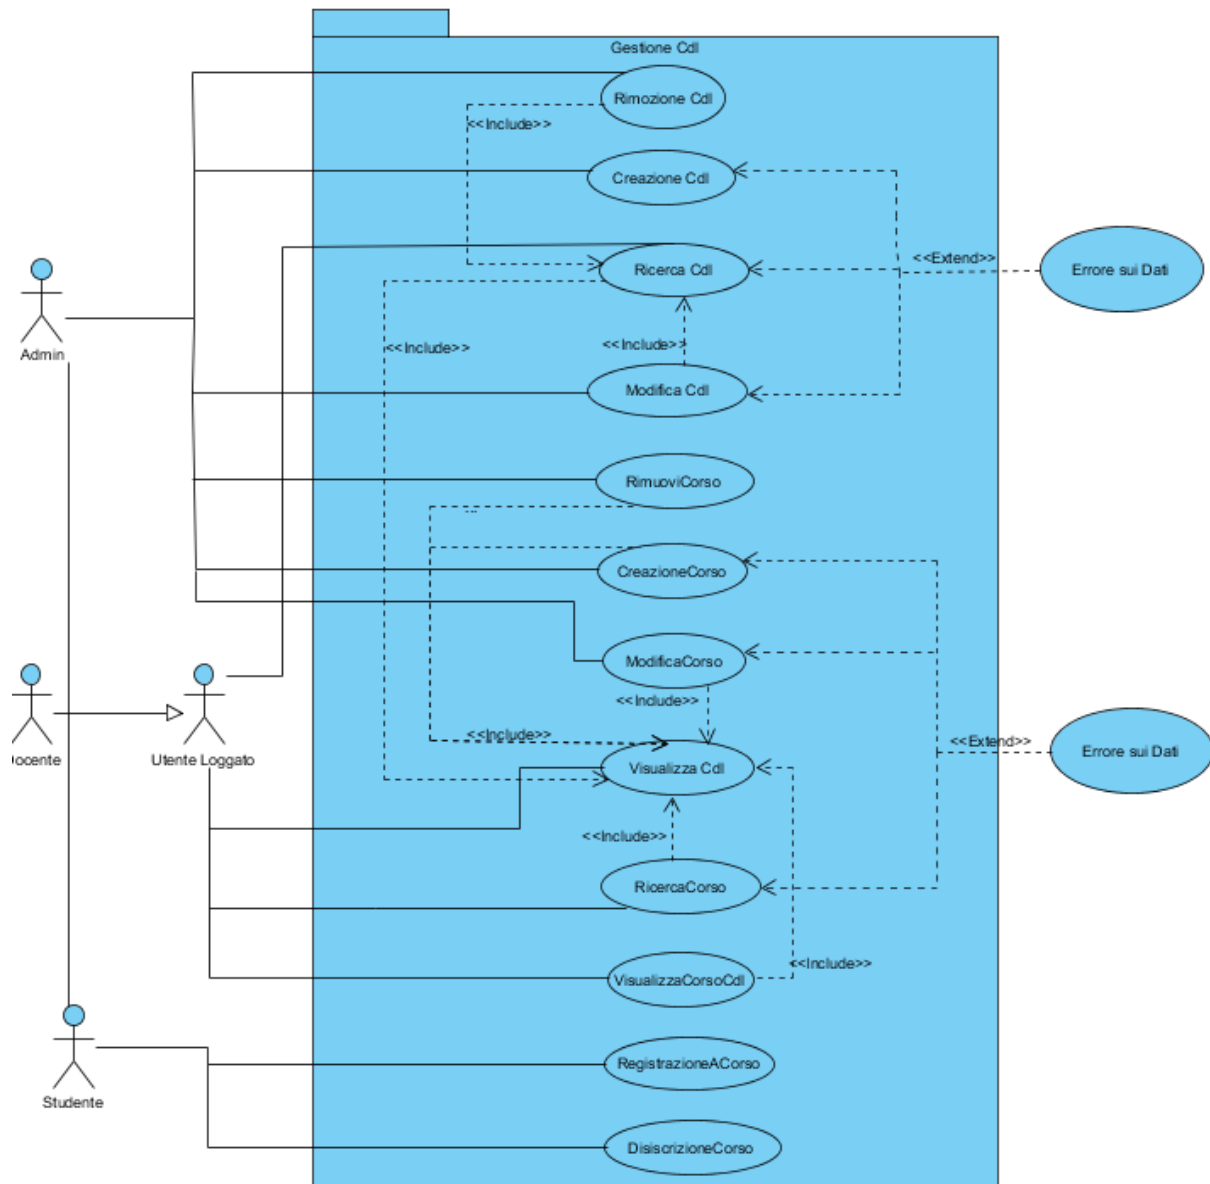 Gestione Cdl
Rimozione Cdl
<<Include>>
Creazione Cdl
Ricerca Cdl
<<Extend>>
Errore sui Dati
Admin
<<Include>>
<<Include>>
Modifica Cdl
RimuoviCorso
...
CreazioneCorso
ModificaCorso
<<Include>>
<<Include>>
<<Extend>>
Errore sui Dati
ocente
Utente Loggato
Visualizza Cdl
<<Include>>
RicercaCorso
<<Include>>
VisualizzaCorsoCdl
RegistrazioneACorso
Studente
DisiscrizioneCorso